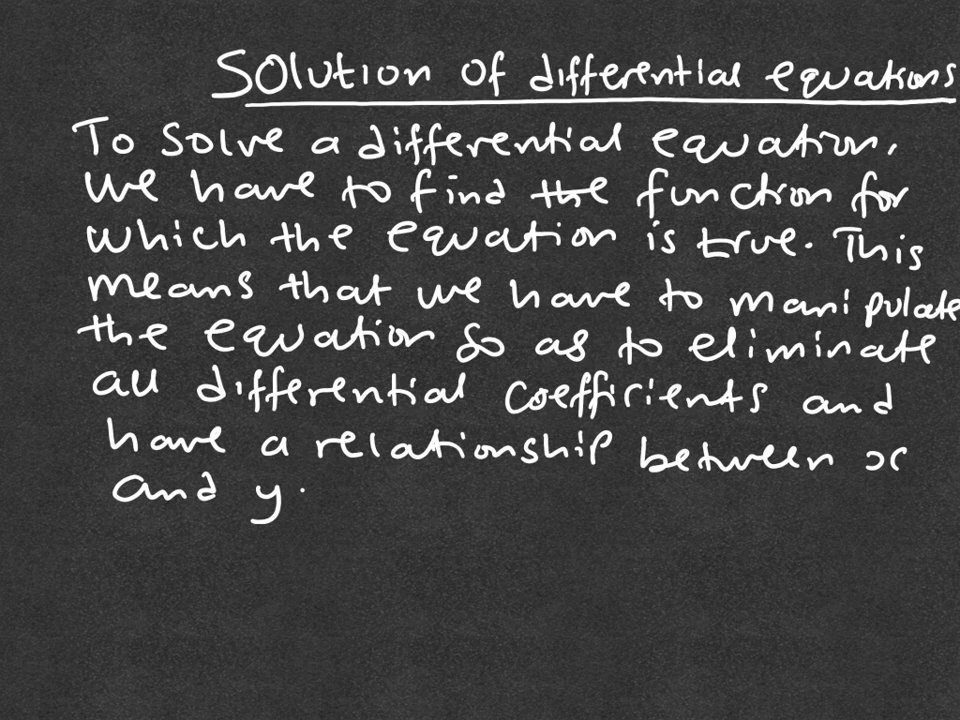 Solution of differential equations
To solve a differential equation,
we have to find the function for
which the equation is true. This
means that we have to manipulate
the equation so as to eliminate
all differential coefficients and
have a relationship between x
and y.